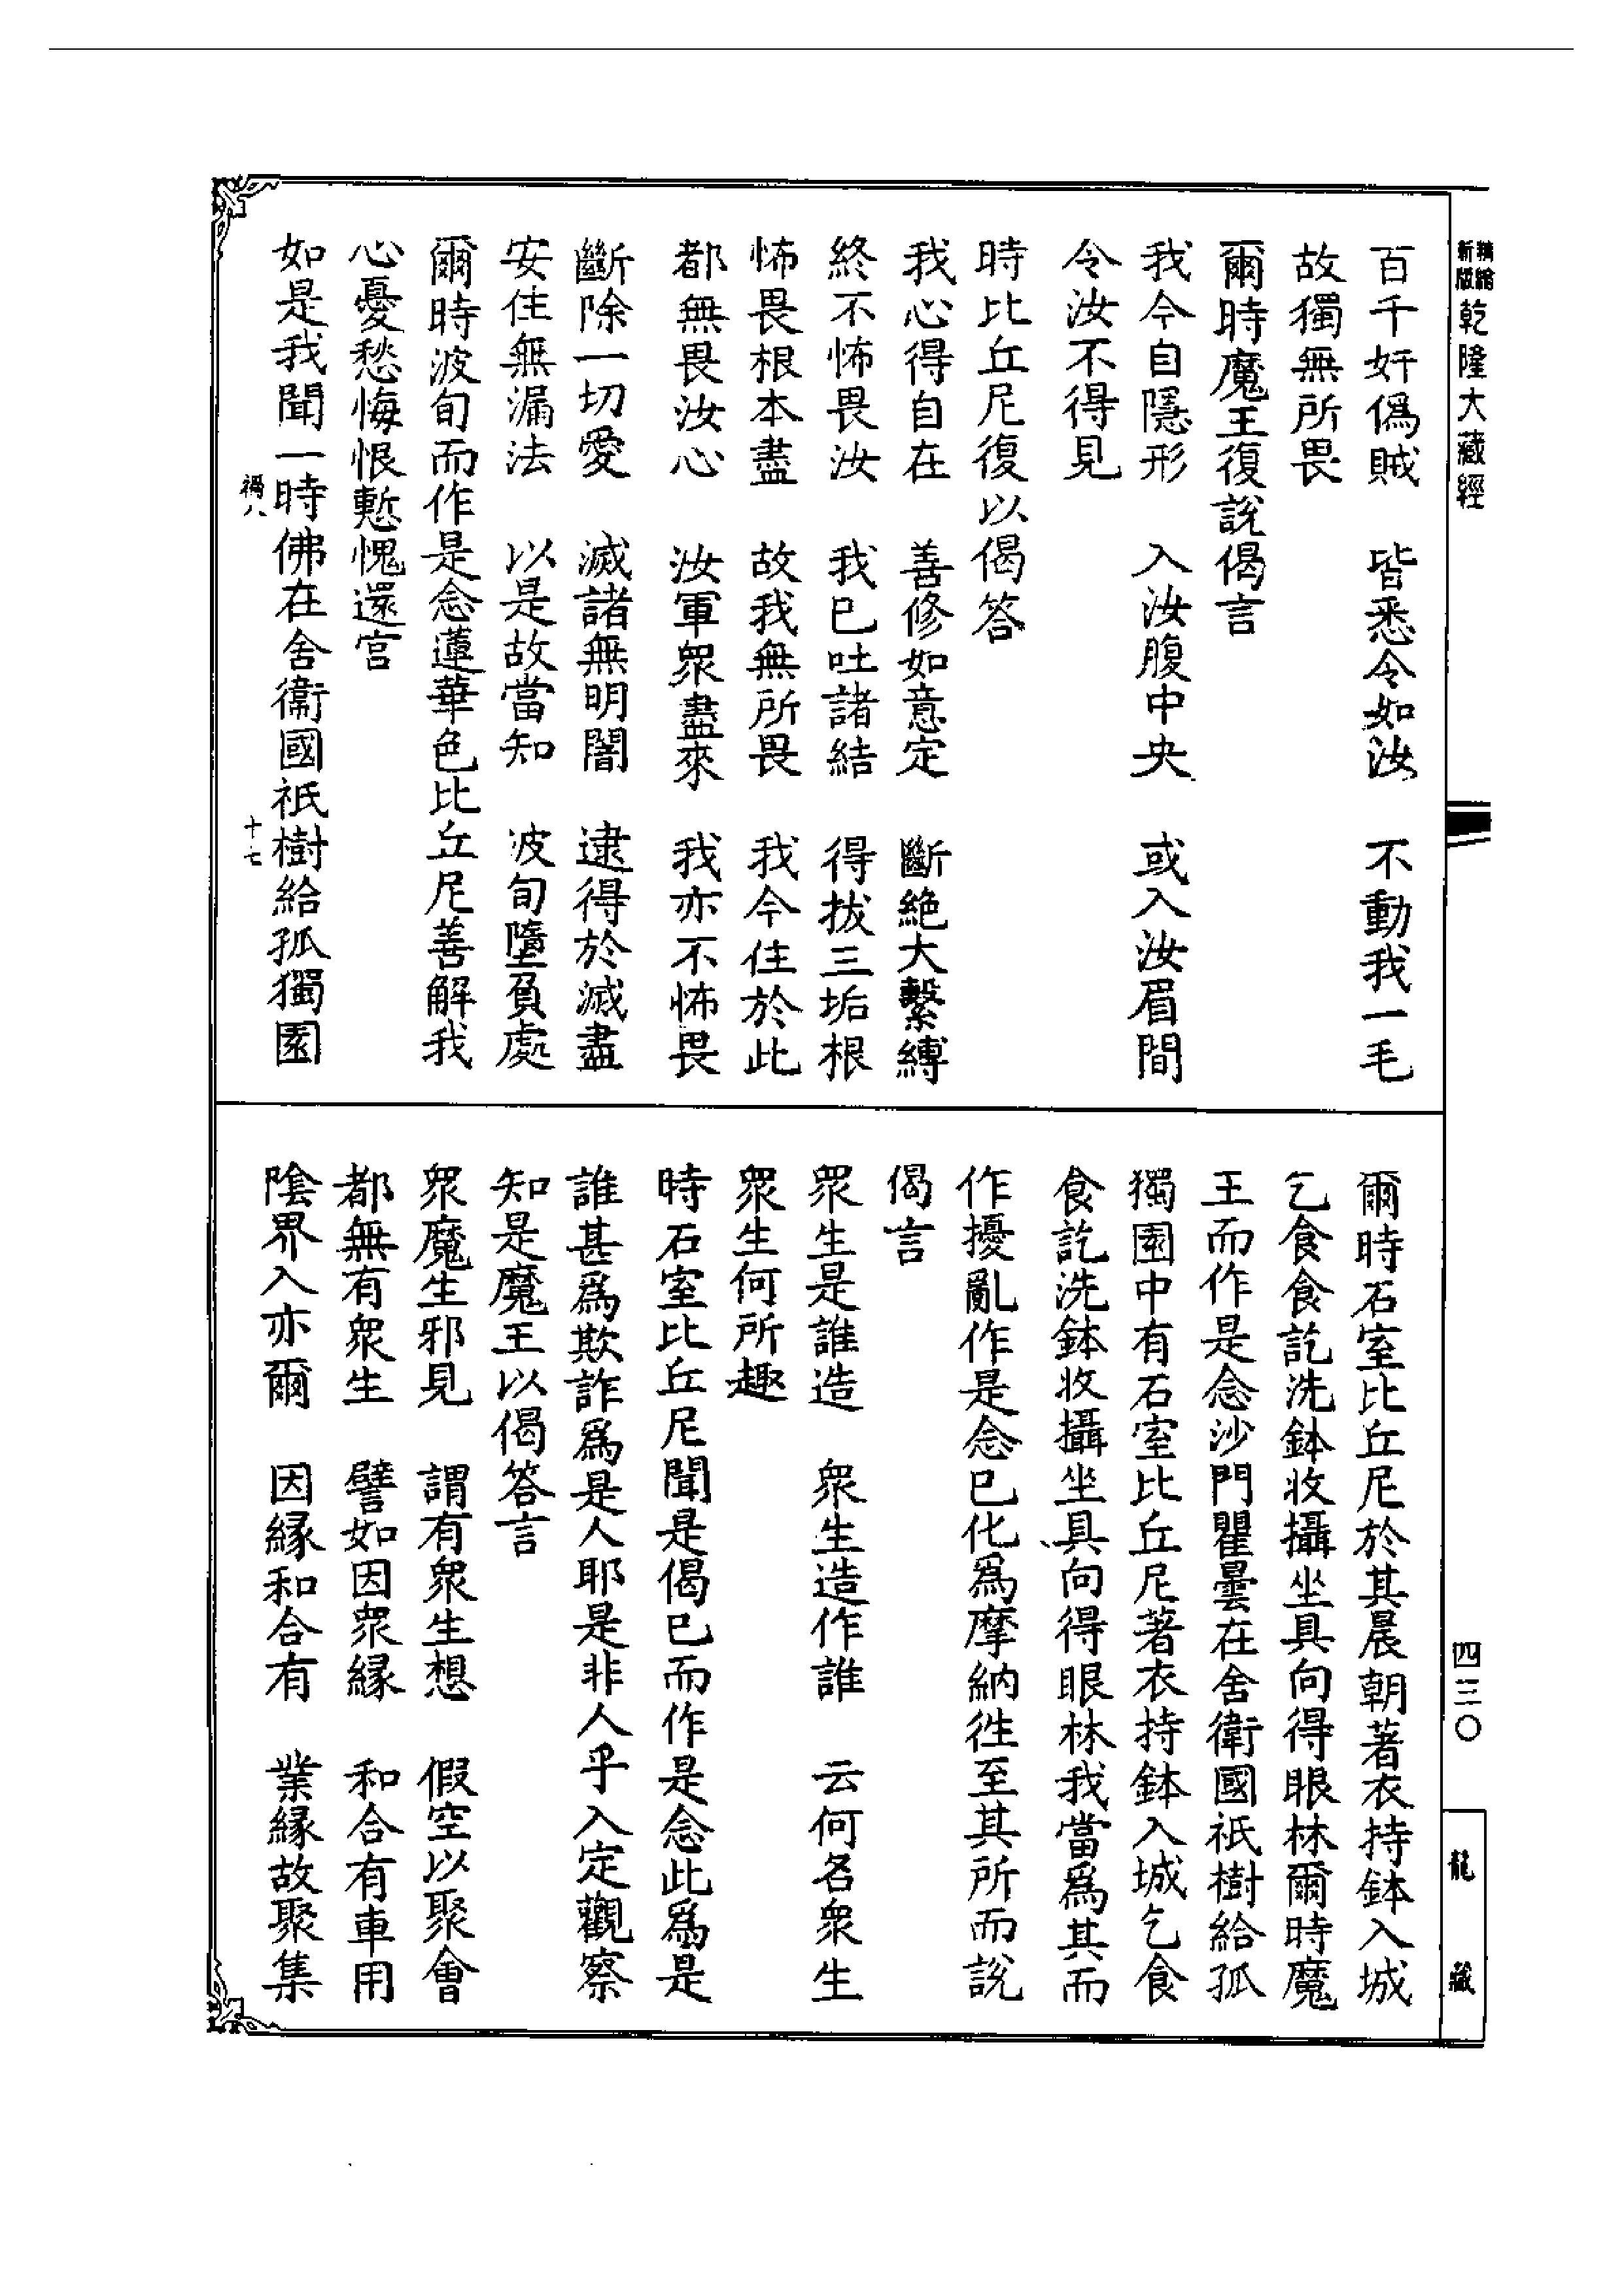 精縮新版乾隆大藏經
四三〇
龍藏
百千奸偽賊　皆悉令如汝　不動我一毛
故獨無所畏
爾時魔王復說偈言
我今自隱形　入汝腹中央　或入汝眉間
令汝不得見
時比丘尼復以偈答
我心得自在　善修如意定　斷絕大繫縛
終不怖畏汝　我已吐諸結　得拔三垢根
怖畏根本盡　故我無所畏　我今住於此
都無畏汝心　汝軍眾盡來　我亦不怖畏
斷除一切愛　滅諸無明闇　逮得於滅盡
安住無漏法　以是故當知　波旬墮負處
爾時波旬而作是念蓮華色比丘尼善解我
心憂愁悔恨慙愧還宮
如是我聞一時佛在舍衞國祇樹給孤獨園
禍八　十七
爾時石室比丘尼於其晨朝著衣持鉢入城
乞食食訖洗鉢收攝坐具向得眼林爾時魔
王而作是念沙門瞿曇在舍衛國祇樹給孤
獨園中有石室比丘尼著衣持鉢入城乞食
食訖洗鉢收攝坐具向得眼林我當爲其而
作擾亂作是念已化爲摩納徃至其所而說
偈言
眾生是誰造　眾生造作誰　云何名眾生
眾生何所趣
時石室比丘尼聞是偈已而作是念此爲是
誰甚爲欺詐爲是人耶是非人乎入定觀察
知是魔王以偈答言
眾魔生邪見　謂有眾生想　假空以聚會
都無有眾生　譬如因眾緣　和合有車用
陰界入亦爾　因緣和合有　業緣故聚集